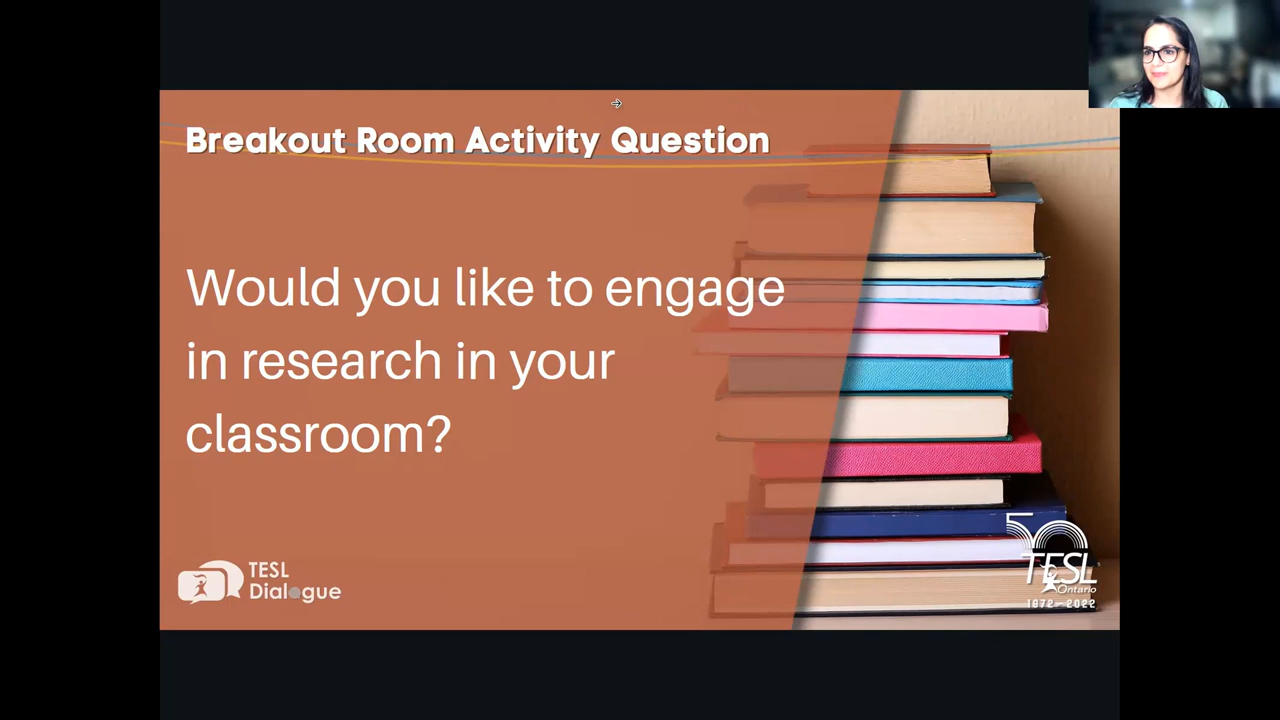 Breakout Room Activity Question
Would you like to engage
in research in your
classroom?
TESL
Dialogue
50
TESL
Ontario
1972-2022